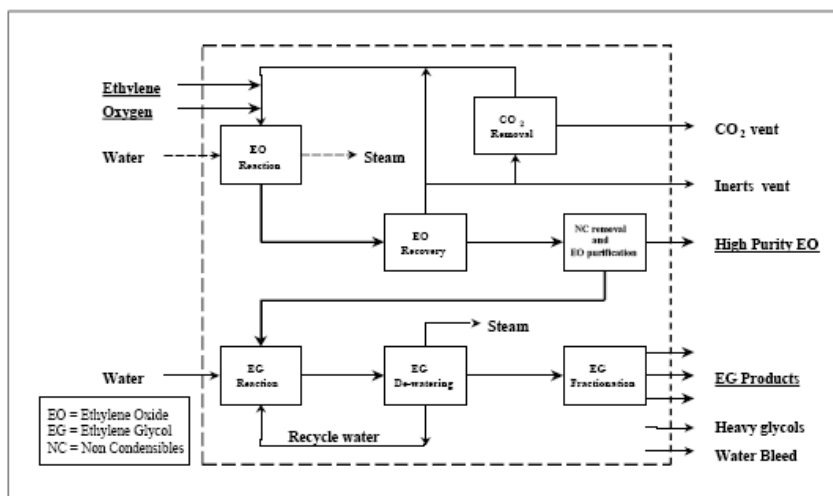 Ethylene
Oxygen
Water
EO
Reaction
Steam
CO 2
Removal
CO2 vent
Inerts vent
EO
Recovery
NC removal
and
EO purification
High Purity EO
Water
EG
Reaction
Steam
EG
De-watering
EG
Fractionation
EG Products
Recycle water
Heavy glycols
Water Bleed
EO = Ethylene Oxide
EG = Ethylene Glycol
NC = Non Condensibles